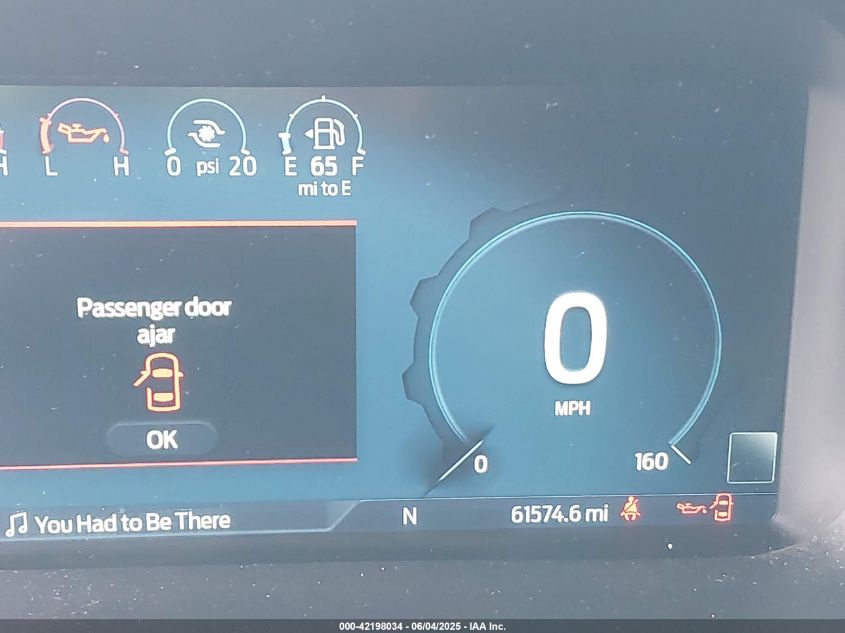 H L H 0 psi 20 E 65 F
mi to E
Passenger door
ajar
OK
0
MPH
0 160
You Had to Be There N 61574.6 mi
000-42198034 - 06/04/2025 - IAA Inc.